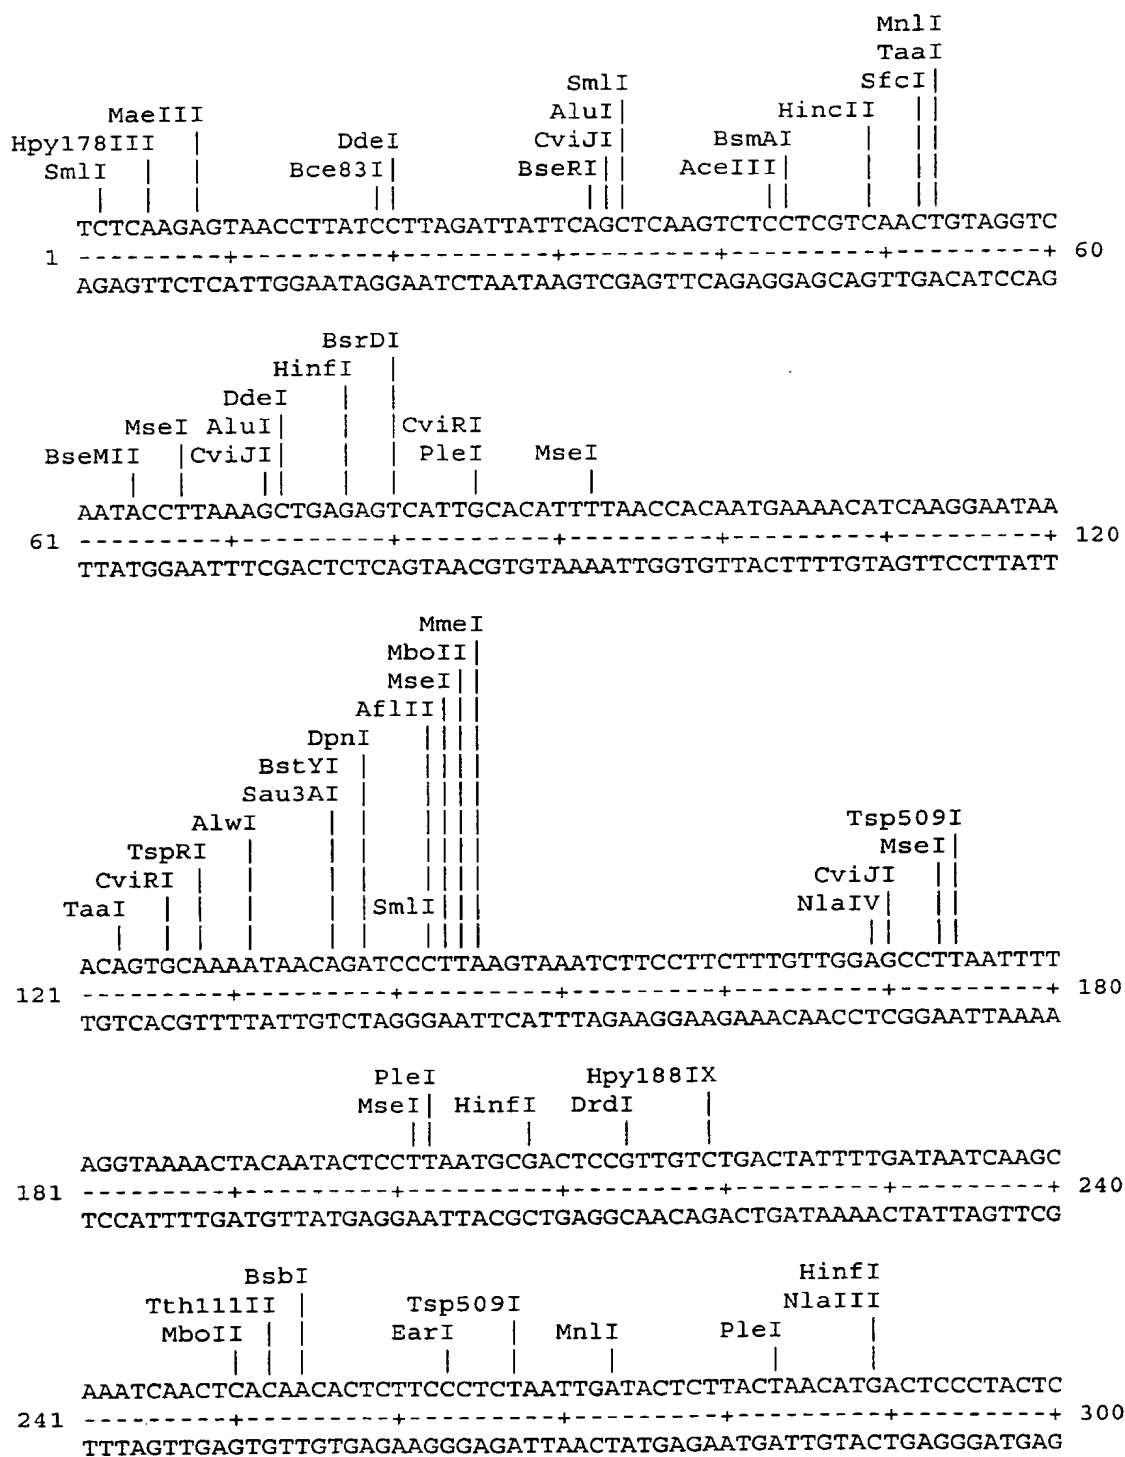 MnlI
TaaI
SmlI SfcI|
MaeIII AluI| HincII
Hpy178III DdeI CviJI| BsmAI
SmlI Bce83I| BseRI AceIII
TCTCAAGAGTAACCTTATCCTTAGATTATTCAGCTCAAGTCTCCTCGTCAACTGTAGGTC
1 ---------+---------+---------+---------+---------+---------+ 60
AGAGTTCTCATTGGAATAGGAATCTAATAAGTCGAGTTCAGAGGAGCAGTTGACATCCAG
BsrDI
HinfI
DdeI
MseI AluI| CviRI
BseMII |CviJI PleI MseI
AATACCTTAAAGCTGAGAGTCATTGCACATTTTAACCACAATGAAAACATCAAGGAATAA
61 ---------+---------+---------+---------+---------+---------+ 120
TTATGGAATTTCGACTCTCAGTAACGTGTAAAATTGGTGTTACTTTTGTAGTTCCTTATT
MmeI
MboII|
MseI||
AflII|||
DpnI
BstYI
Sau3AI
AlwI Tsp509I
TspRI MseI|
CviRI CviJI
TaaI SmlI NlaIV|
ACAGTGCAAAATAACAGATCCCTTAAGTAAATCTTCCTTCTTTGTTGGAGCCTTAATTTT
121 ---------+---------+---------+---------+---------+---------+ 180
TGTCACGTTTTATTGTCTAGGGAATTCATTTAGAAGGAAGAAACAACCTCGGAATTAAAA
PleI Hpy188IX
MseI| HinfI DrdI
AGGTAAAACTACAATACTCCTTAATGCGACTCCGTTGTCTGACTATTTTGATAATCAAGC
181 ---------+---------+---------+---------+---------+---------+ 240
TCCATTTTGATGTTATGAGGAATTACGCTGAGGCAACAGACTGATAAAACTATTAGTTCG
BsbI HinfI
Tth111II Tsp509I NlaIII
MboII EarI MnlI PleI
AAATCAACTCACAACACTCTTCCCTCTAATTGATACTCTTACTAACATGACTCCCTACTC
241 ---------+---------+---------+---------+---------+---------+ 300
TTTAGTTGAGTGTTGTGAGAAGGGAGATTAACTATGAGAATGATTGTACTGAGGGATGAG